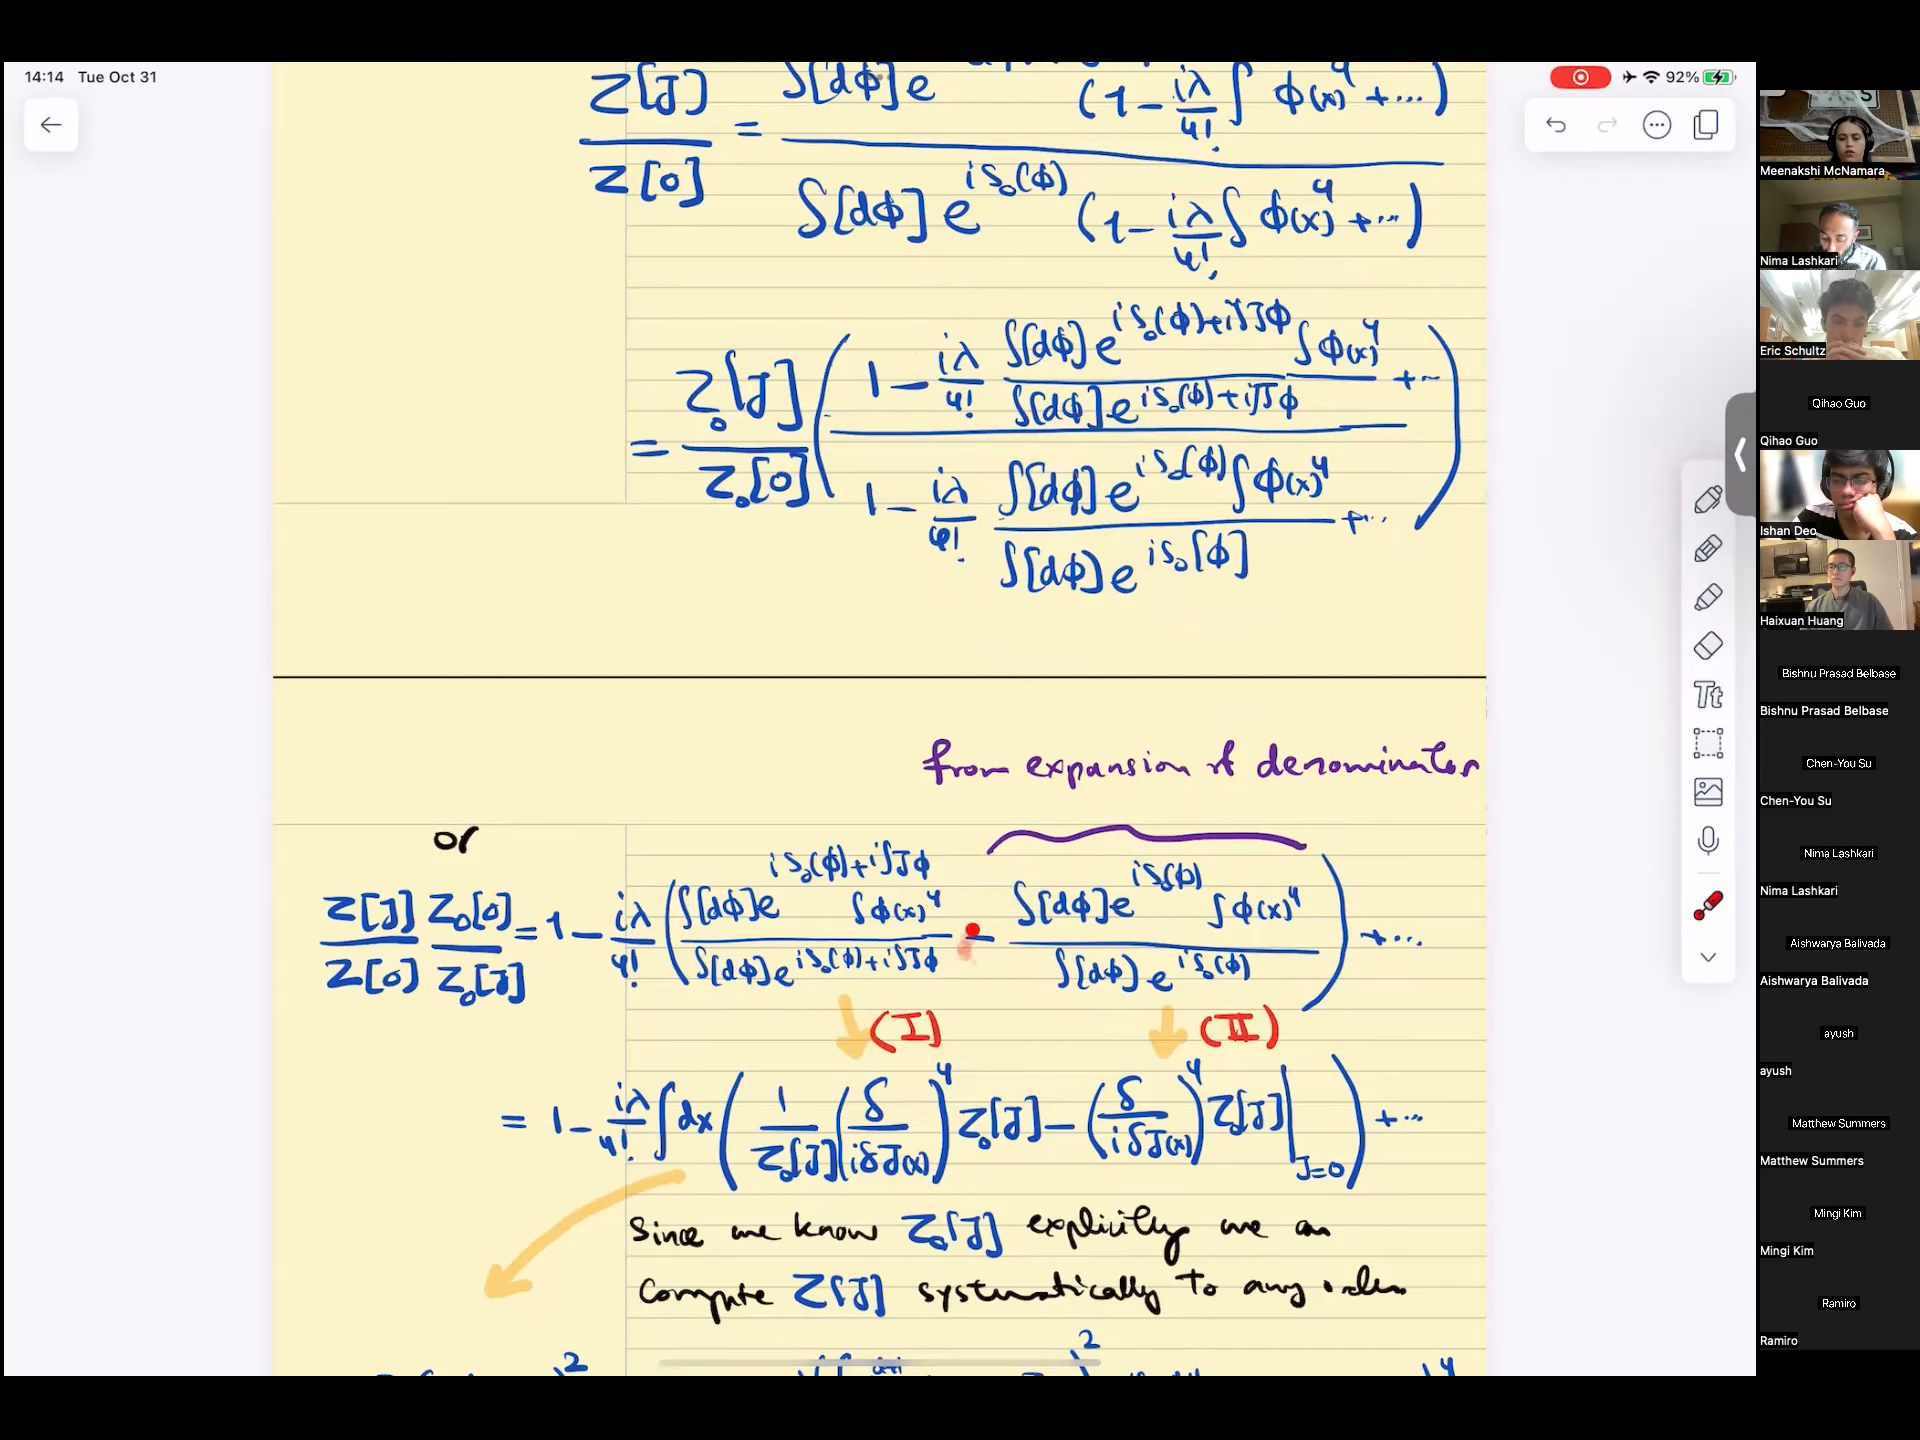 14:14 Tue Oct 31
92%
Z[J] / Z[0] = ∫[dϕ] e (1 - iλ/4! ∫ ϕ(x)^4 + ...) / ∫[dϕ] e^{iS₀(ϕ)} (1 - iλ/4! ∫ ϕ(x)^4 + ...)
= Z₀[J] / Z₀[0] ( 1 - iλ/4! ∫[dϕ] e^{iS₀(ϕ)+i∫Jϕ} ∫ϕ(x)^4 / ∫[dϕ] e^{iS₀(ϕ)+i∫Jϕ} + ... / 1 - iλ/4! ∫[dϕ] e^{iS₀(ϕ)} ∫ϕ(x)^4 / ∫[dϕ] e^{iS₀[ϕ]} + ... )
from expansion of denominator
or
Z[J] / Z[0] Z₀[0] / Z₀[J] = 1 - iλ/4! ( ∫[dϕ] e^{iS₀(ϕ)+i∫Jϕ} ∫ϕ(x)^4 / ∫[dϕ] e^{iS₀(ϕ)+i∫Jϕ} - ∫[dϕ] e^{iS(ϕ)} ∫ϕ(x)^4 / ∫[dϕ] e^{iS₀(ϕ)} ) + ...
(I) (II)
= 1 - iλ/4! ∫dx ( 1/Z₀[J] (δ/iδJ(x))^4 Z₀[J] - (δ/iδJ(x))^4 Z₀[J] |_{J=0} ) + ...
Since we know Z₀[J] explicitly we can
Compute Z[J] systematically to any order
Tt
Meenakshi McNamara
Nima Lashkari
Eric Schultz
Qihao Guo
Qihao Guo
Ishan Deo
Haixuan Huang
Bishnu Prasad Belbase
Bishnu Prasad Belbase
Chen-You Su
Chen-You Su
Nima Lashkari
Nima Lashkari
Aishwarya Balivada
Aishwarya Balivada
ayush
ayush
Matthew Summers
Matthew Summers
Mingi Kim
Mingi Kim
Ramiro
Ramiro